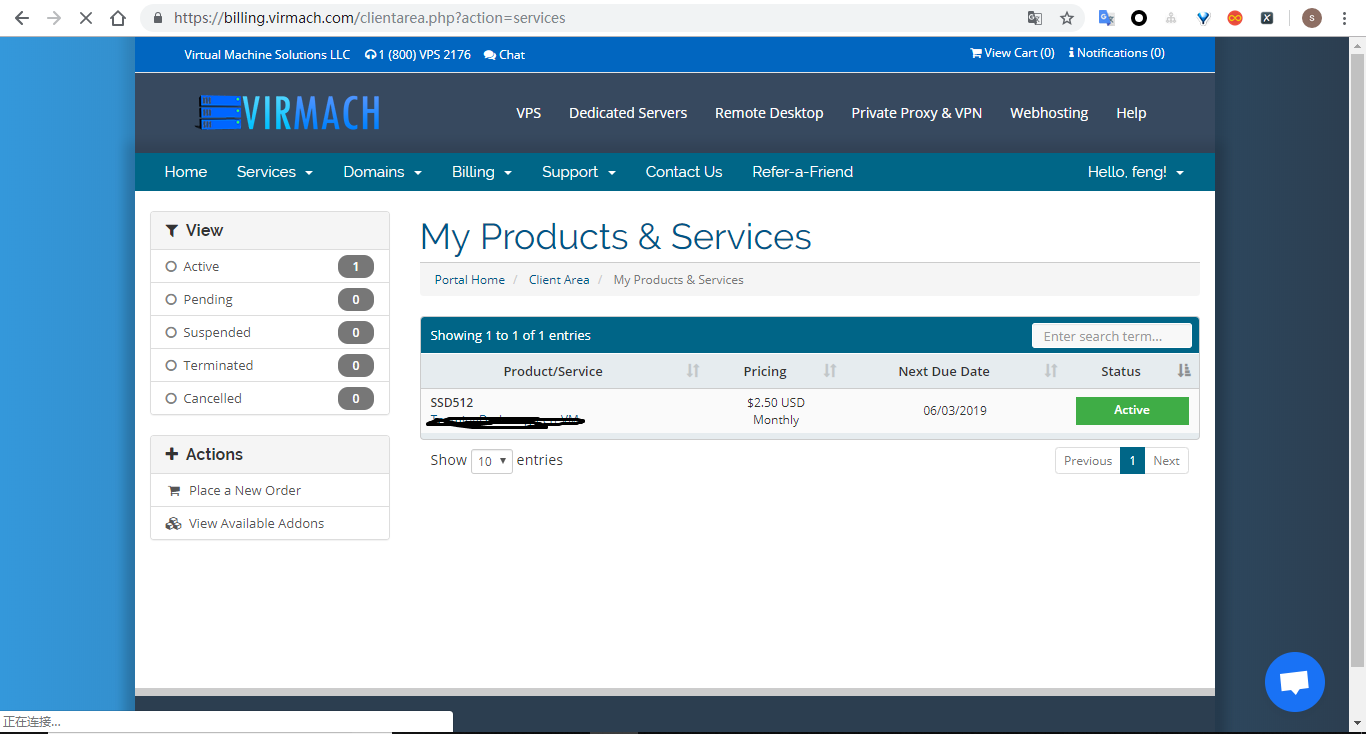 https://billing.virmach.com/clientarea.php?action=services
S
Virtual Machine Solutions LLC 1 (800) VPS 2176 Chat View Cart (0) Notifications (0)
VIRMACH VPS Dedicated Servers Remote Desktop Private Proxy & VPN Webhosting Help
Home Services Domains Billing Support Contact Us Refer-a-Friend Hello, feng!
View
Active 1
Pending 0
Suspended 0
Terminated 0
Cancelled 0
Actions
Place a New Order
View Available Addons
My Products & Services
Portal Home / Client Area / My Products & Services
Showing 1 to 1 of 1 entries Enter search term...
Product/Service Pricing Next Due Date Status
SSD512 $2.50 USD Monthly 06/03/2019 Active
Show 10 entries Previous 1 Next
正在连接...